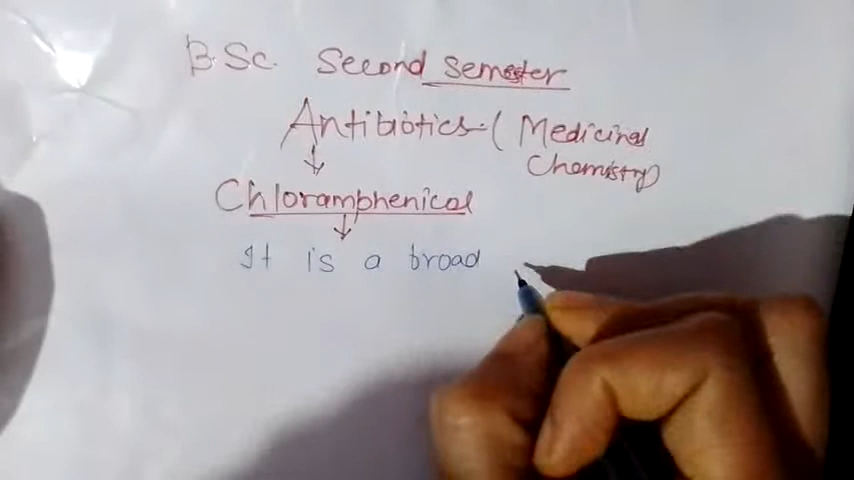 B.Sc. Second semester
Antibiotics-( Medicinal
Chemistry)
Chloramphenical
It is a broad